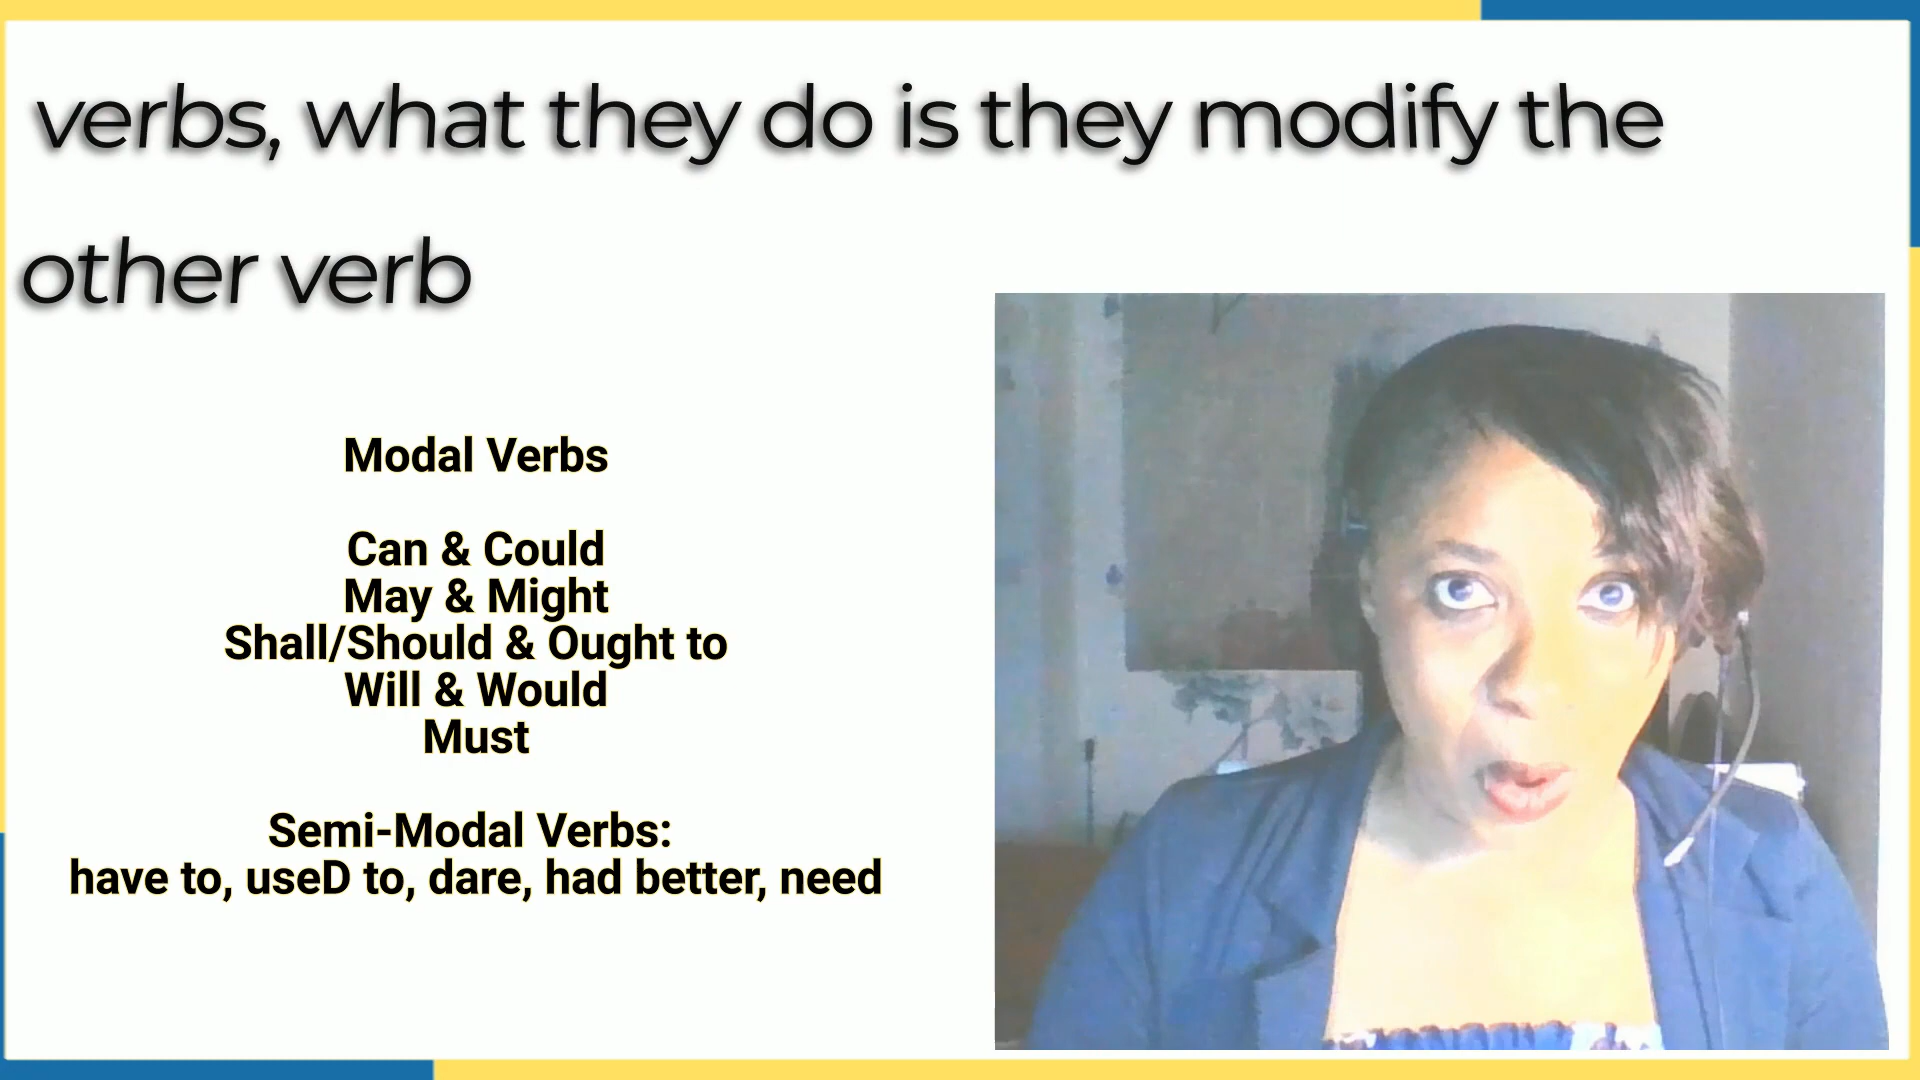 verbs, what they do is they modify the
other verb
Modal Verbs
Can & Could
May & Might
Shall/Should & Ought to
Will & Would
Must
Semi-Modal Verbs:
have to, useD to, dare, had better, need